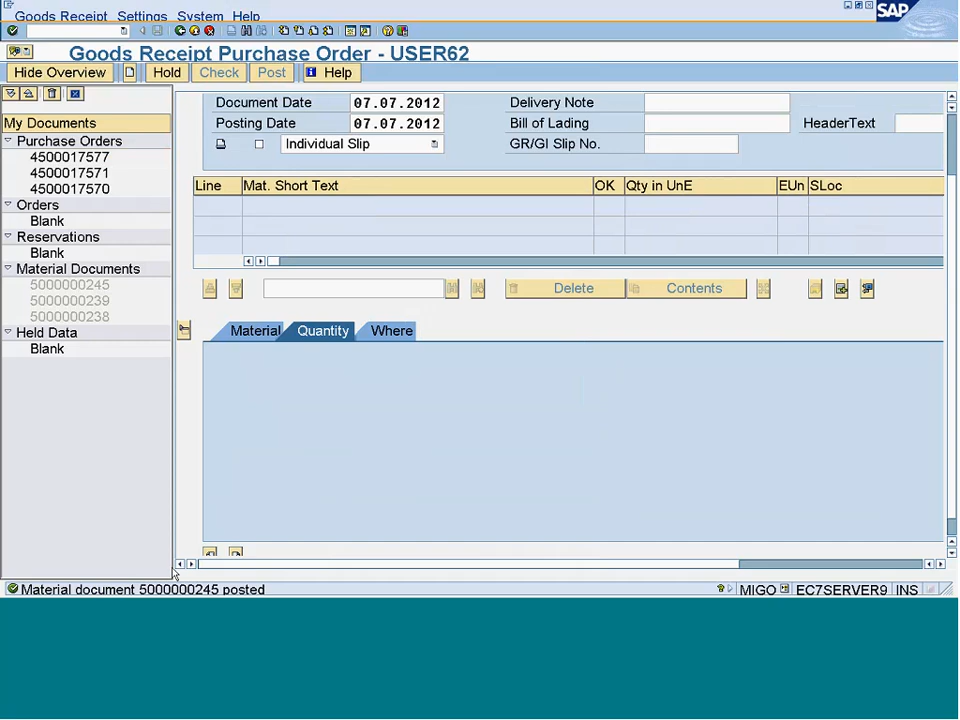 Goods Receipt Settings System Help
SAP
Goods Receipt Purchase Order - USER62
Hide Overview Hold Check Post Help
My Documents
Purchase Orders
4500017577
4500017571
4500017570
Orders
Blank
Reservations
Blank
Material Documents
5000000245
5000000239
5000000238
Held Data
Blank
Document Date 07.07.2012 Delivery Note
Posting Date 07.07.2012 Bill of Lading HeaderText
Individual Slip GR/GI Slip No.
Line Mat. Short Text OK Qty in UnE EUn SLoc
Delete Contents
Material Quantity Where
Material document 5000000245 posted MIGO EC7SERVER9 INS